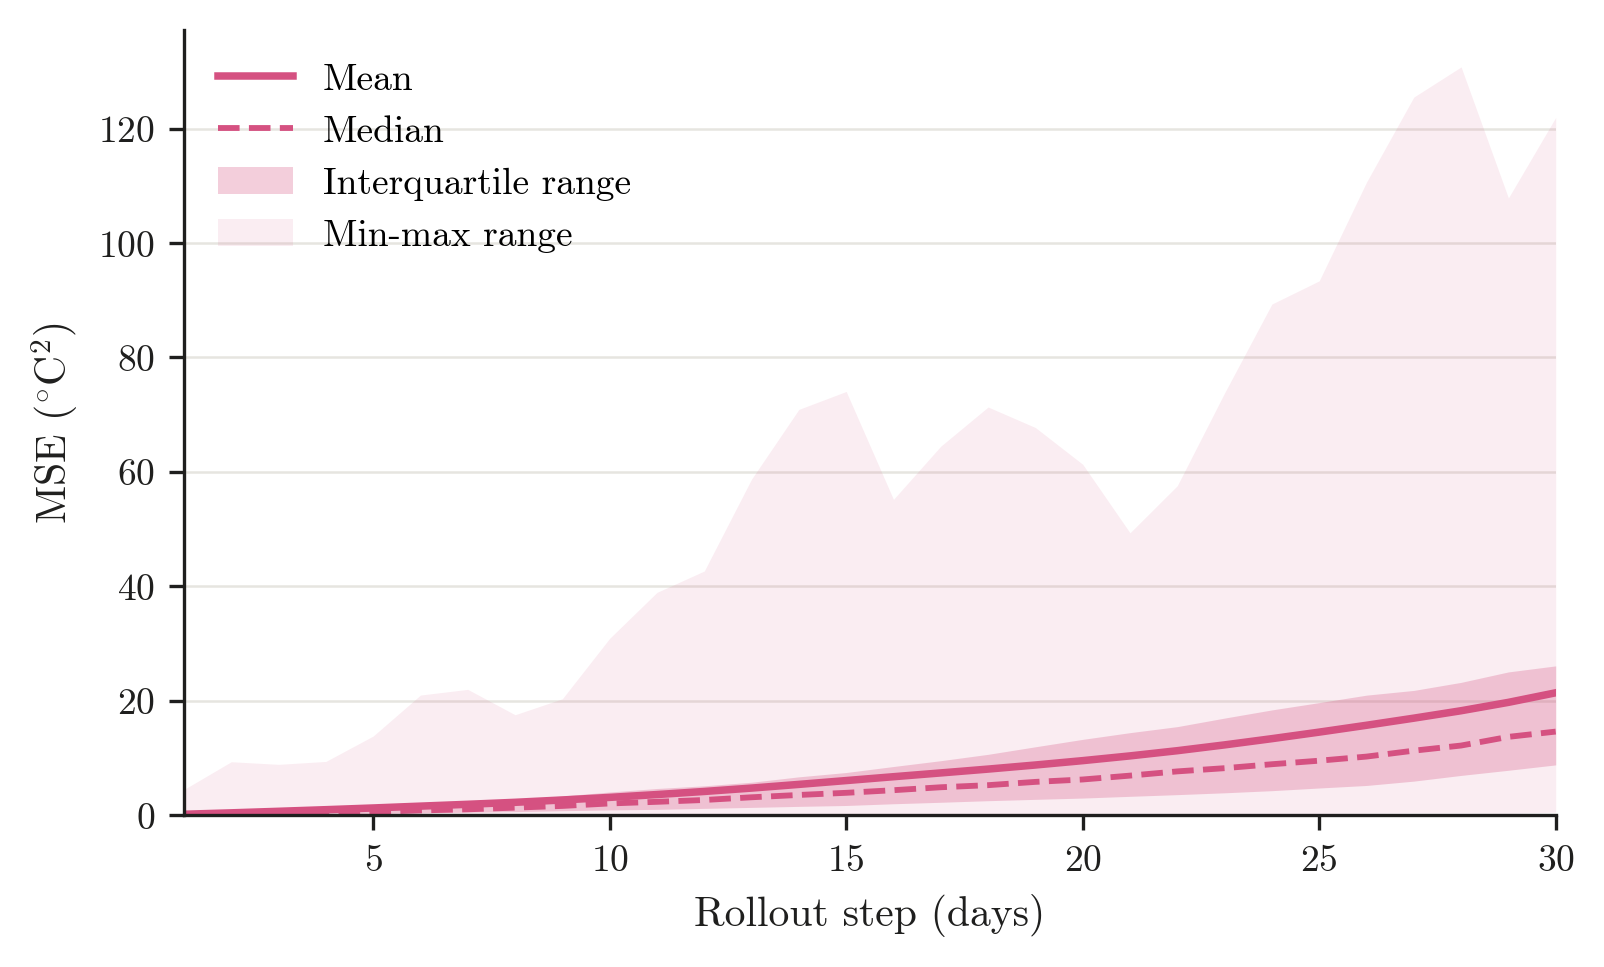 Mean
Median
Interquartile range
Min-max range
120
100
80
60
40
20
0
MSE (°C²)
5 10 15 20 25 30
Rollout step (days)